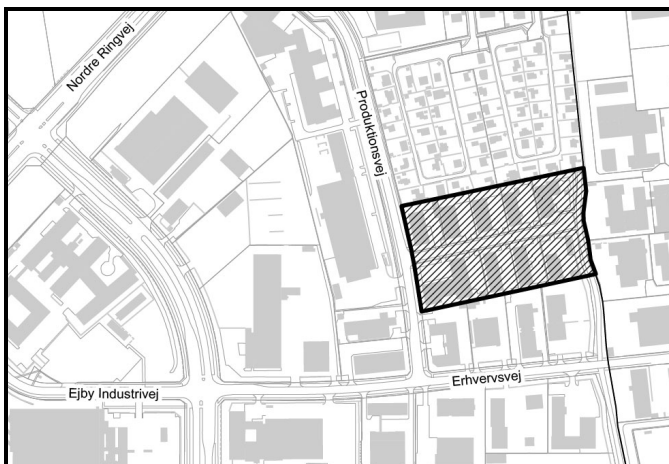 Nordre Ringvej
Produktionsvej
Erhvervsvej
Ejby Industrivej